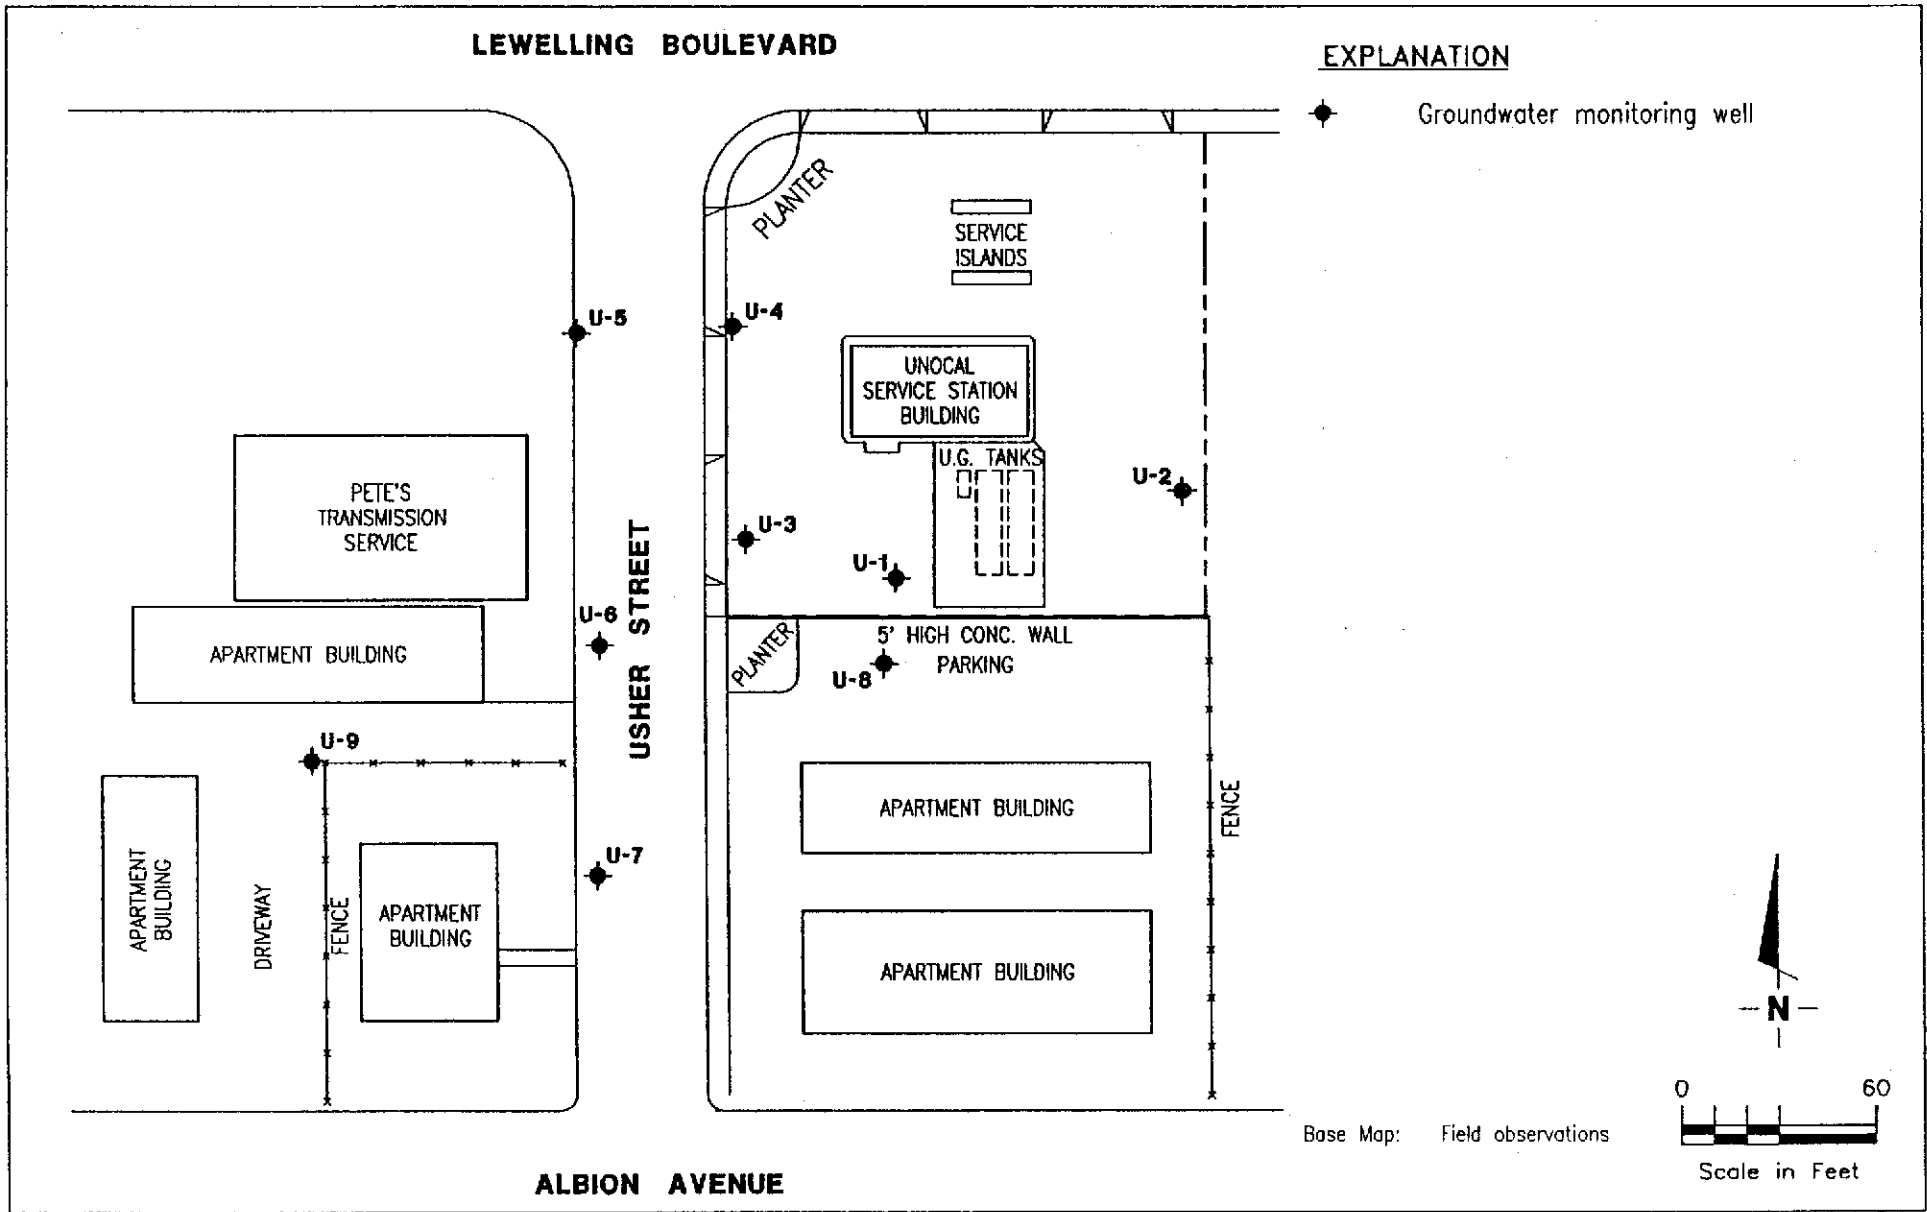 LEWELLING BOULEVARD
EXPLANATION
Groundwater monitoring well
PLANTER
SERVICE
ISLANDS
U-5
U-4
UNOCAL
SERVICE STATION
BUILDING
U.G. TANKS
U-2
PETE'S
TRANSMISSION
SERVICE
U-3
U-1
USHER STREET
U-6
APARTMENT BUILDING
PLANTER
5' HIGH CONC. WALL
PARKING
U-8
U-9
APARTMENT BUILDING
FENCE
APARTMENT
BUILDING
DRIVEWAY
FENCE
APARTMENT
BUILDING
U-7
APARTMENT BUILDING
N
0 60
Scale in Feet
Base Map: Field observations
ALBION AVENUE